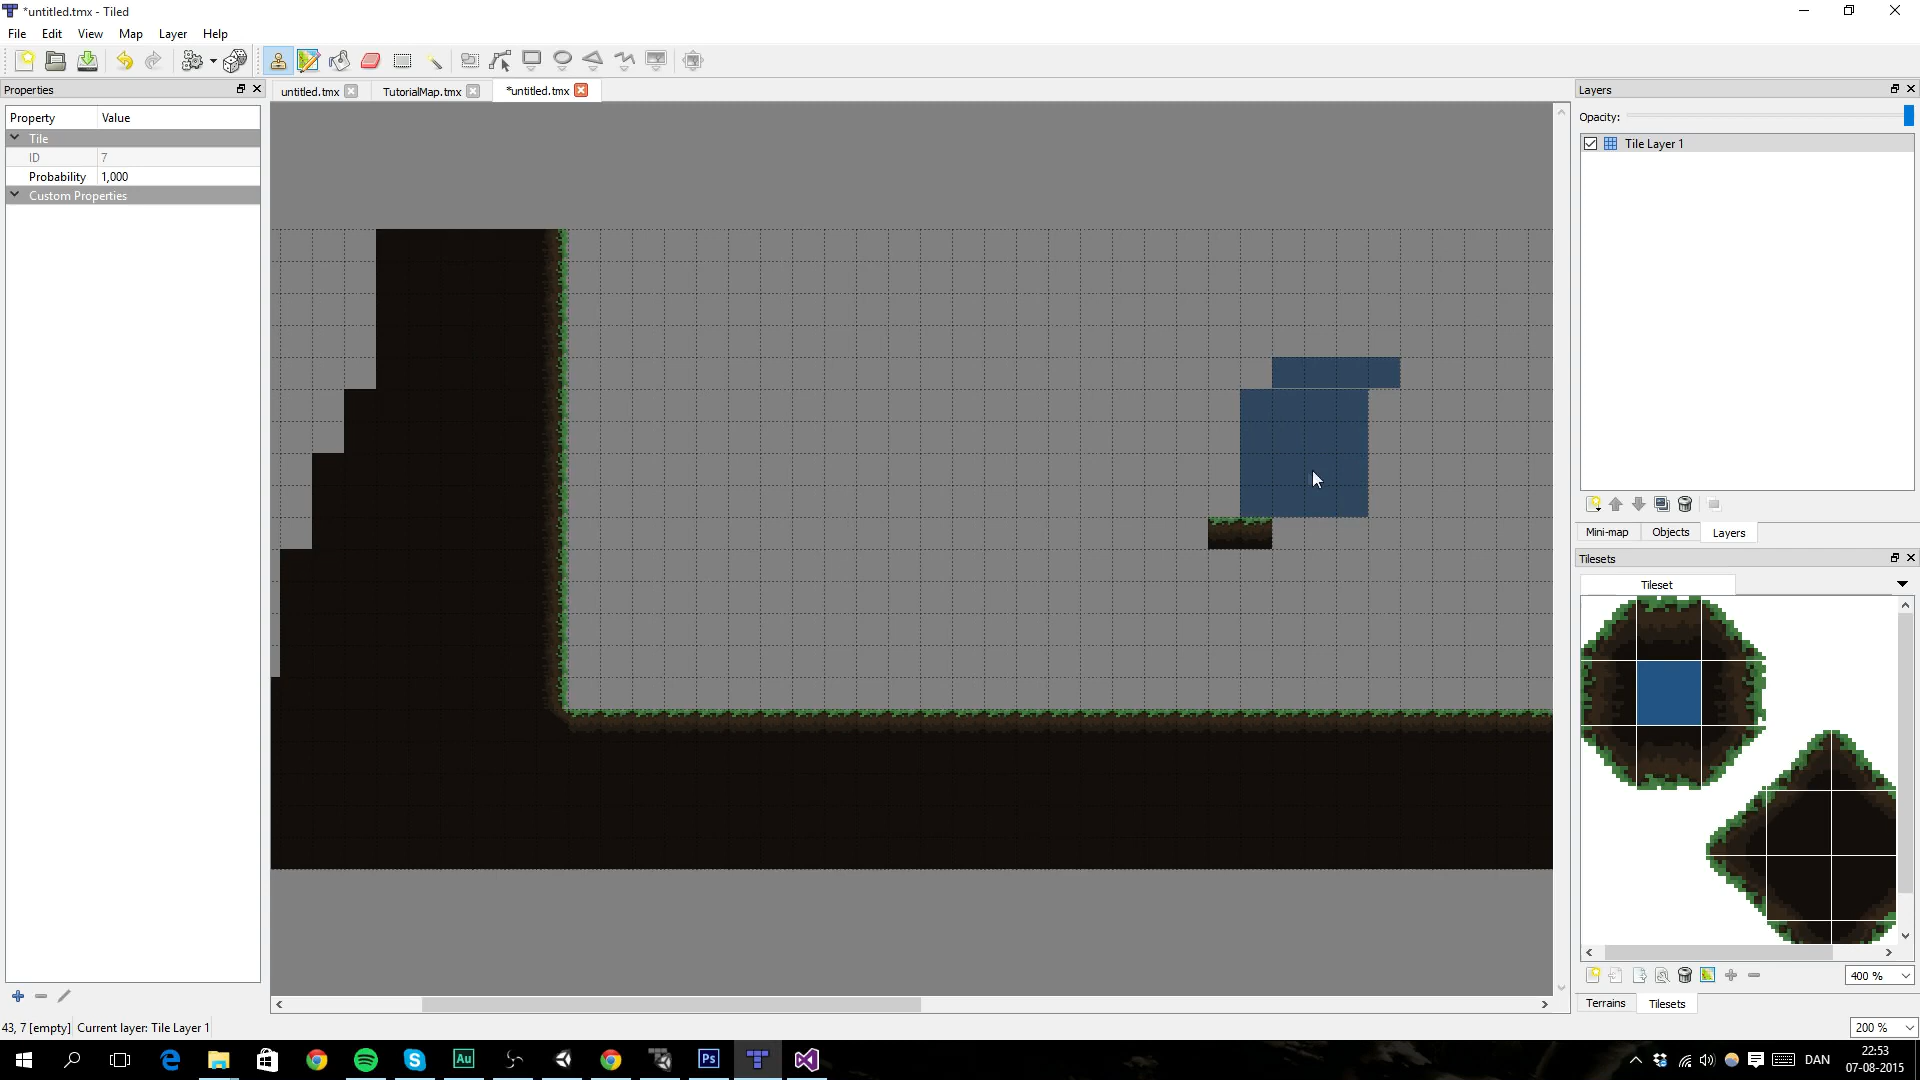 *untitled.tmx - Tiled
File Edit View Map Layer Help
Properties
untitled.tmx TutorialMap.tmx *untitled.tmx
Layers
Property Value
Opacity:
Tile
Tile Layer 1
ID 7
Probability 1,000
Custom Properties
Mini-map Objects Layers
Tilesets
Tileset
400 %
Terrains Tilesets
43, 7 [empty] Current layer: Tile Layer 1
200 %
Au
Ps
DAN
22:53
07-08-2015